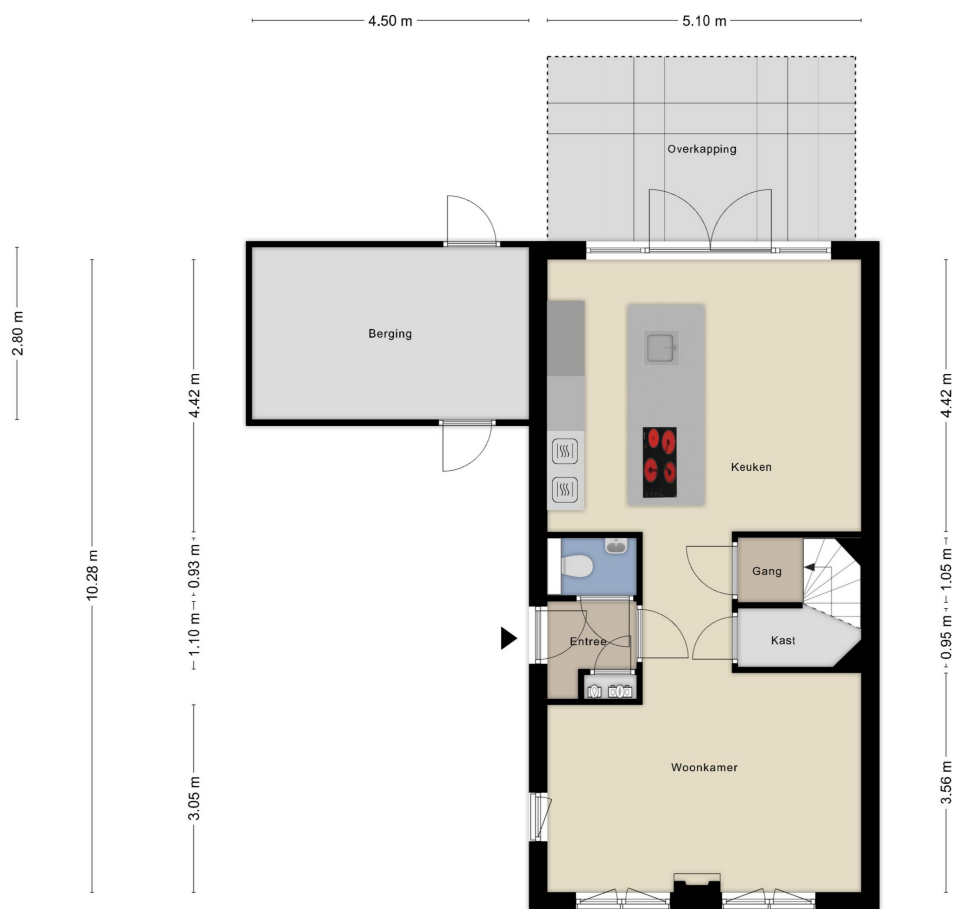 4.50 m
5.10 m
Overkapping
2.80 m
10.28 m
4.42 m
Berging
Keuken
4.42 m
0.93 m
1.10 m
Gang
1.05 m
Entree
Kast
0.95 m
Woonkamer
3.05 m
3.56 m